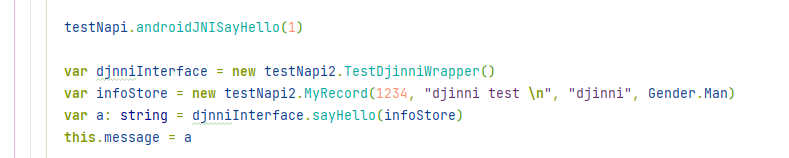 testNapi.androidJNISayHello(1)
var djnniInterface = new testNapi2.TestDjinniWrapper()
var infoStore = new testNapi2.MyRecord(1234, "djinni test \n", "djinni", Gender.Man)
var a: string = djnniInterface.sayHello(infoStore)
this.message = a